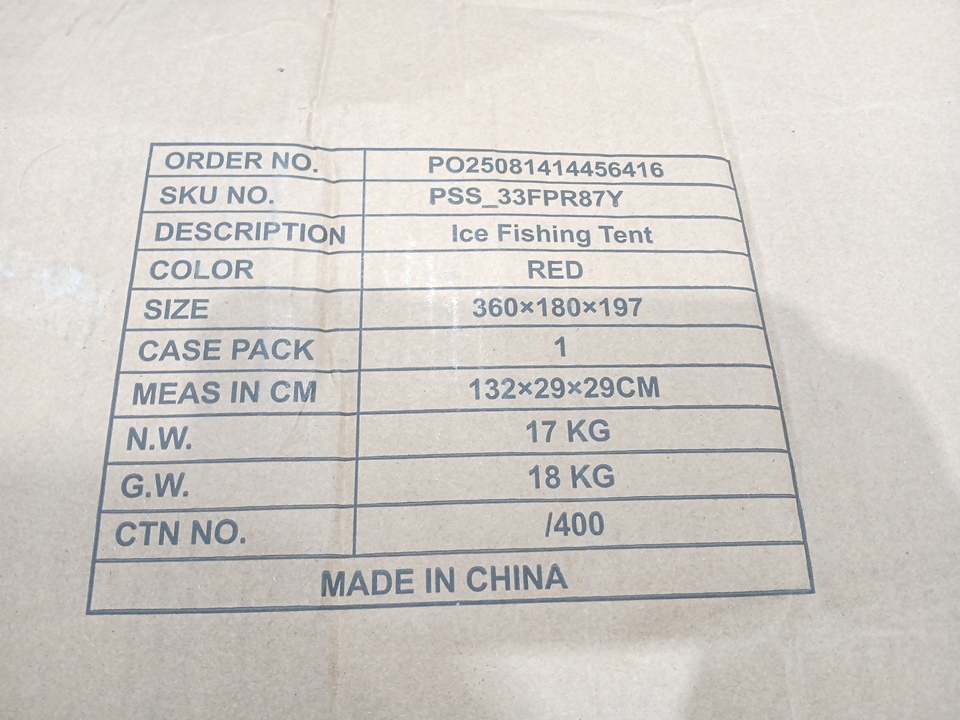 ORDER NO. PO25081414456416
SKU NO. PSS_33FPR87Y
DESCRIPTION Ice Fishing Tent
COLOR RED
SIZE 360×180×197
CASE PACK 1
MEAS IN CM 132×29×29CM
N.W. 17 KG
G.W. 18 KG
CTN NO. /400
MADE IN CHINA